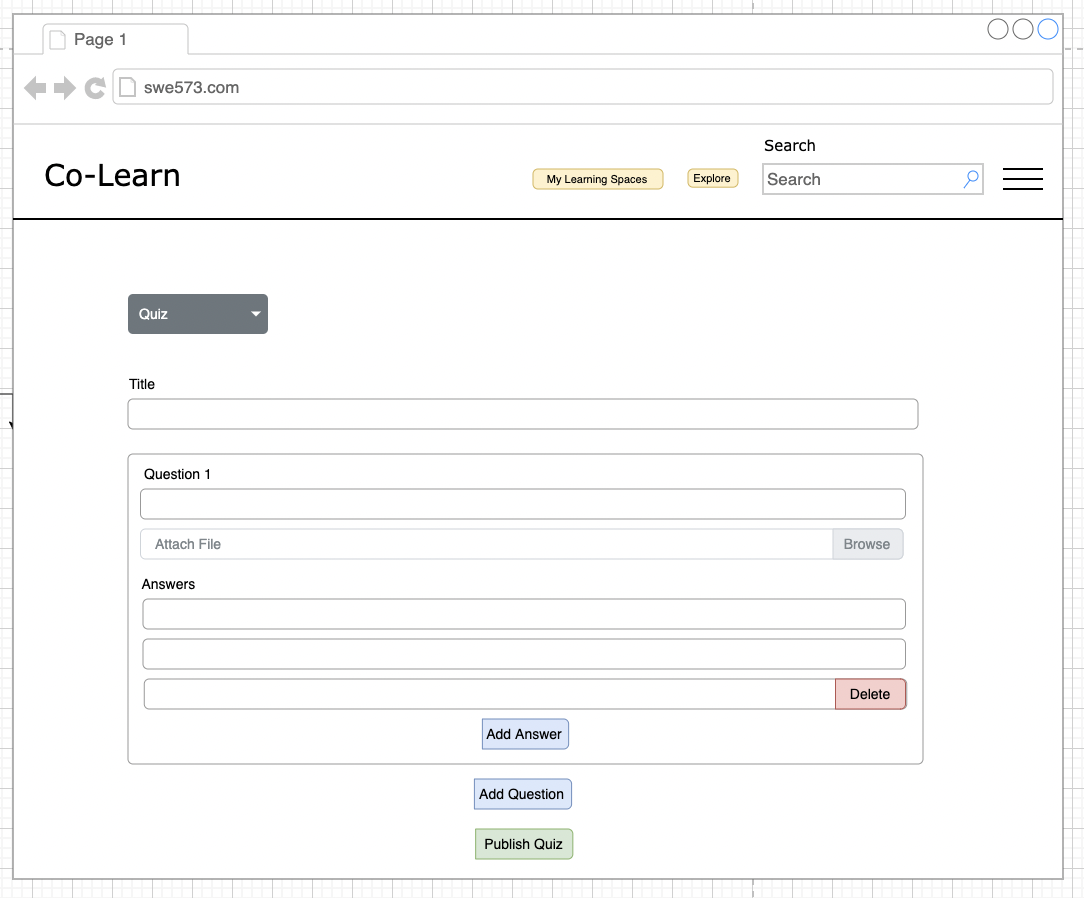 Page 1
swe573.com
Search
Co-Learn
My Learning Spaces
Explore
Search
Quiz
Title
Question 1
Attach File
Browse
Answers
Delete
Add Answer
Add Question
Publish Quiz